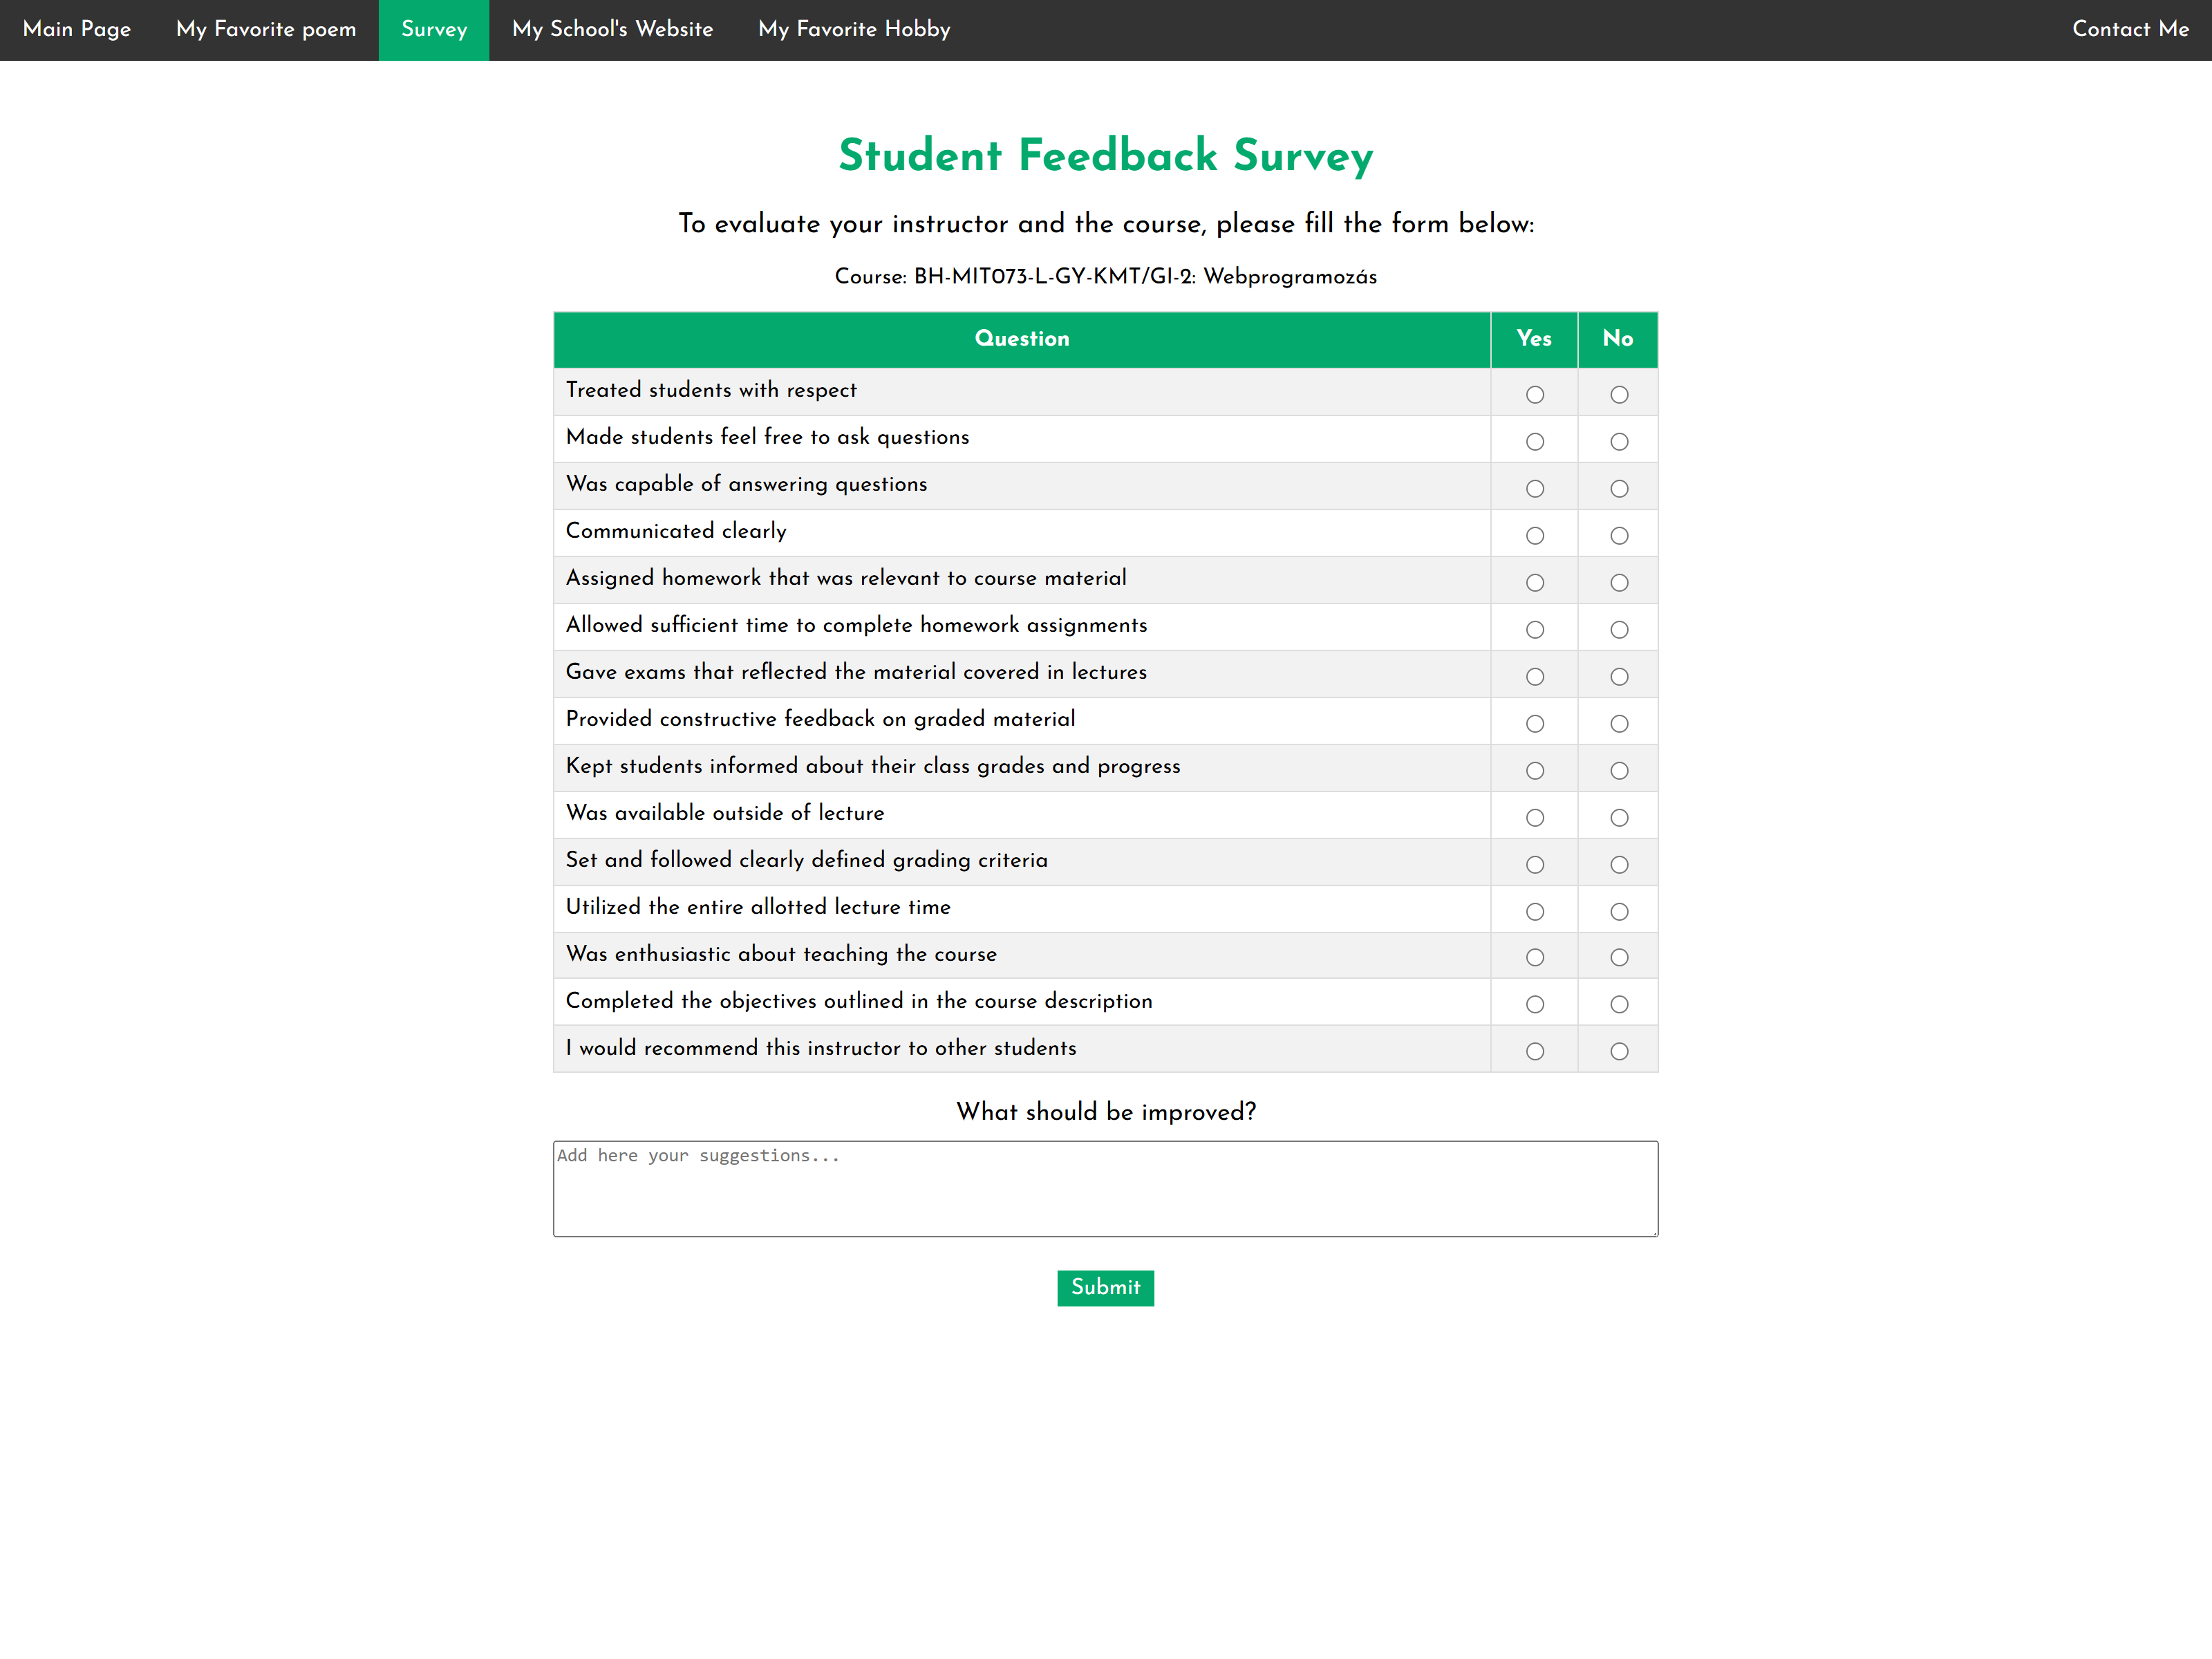 Main Page My Favorite poem Survey My School's Website My Favorite Hobby Contact Me
Student Feedback Survey
To evaluate your instructor and the course, please fill the form below:
Course: BH-MIT073-L-GY-KMT/GI-2: Webprogramozás
Question Yes No
Treated students with respect
Made students feel free to ask questions
Was capable of answering questions
Communicated clearly
Assigned homework that was relevant to course material
Allowed sufficient time to complete homework assignments
Gave exams that reflected the material covered in lectures
Provided constructive feedback on graded material
Kept students informed about their class grades and progress
Was available outside of lecture
Set and followed clearly defined grading criteria
Utilized the entire allotted lecture time
Was enthusiastic about teaching the course
Completed the objectives outlined in the course description
I would recommend this instructor to other students
What should be improved?
Add here your suggestions...
Submit